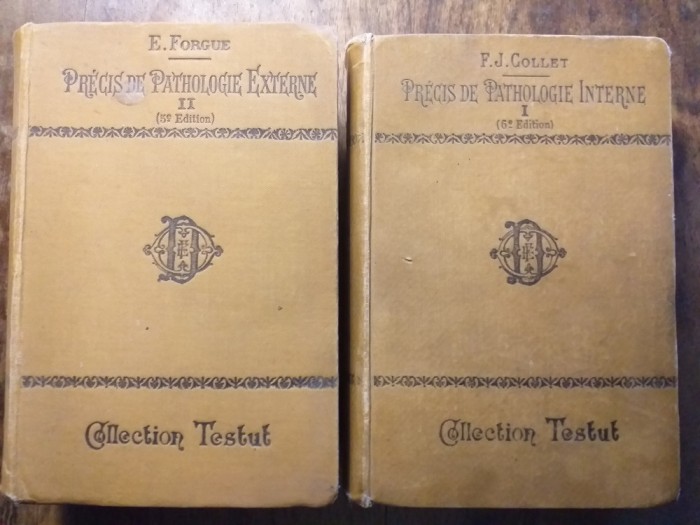 E. FORGUE
PRÉCIS DE PATHOLOGIE EXTERNE
II
(5e Edition)
Collection Testut
F. J. COLLET
PRÉCIS DE PATHOLOGIE INTERNE
I
(6e Edition)
Collection Testut